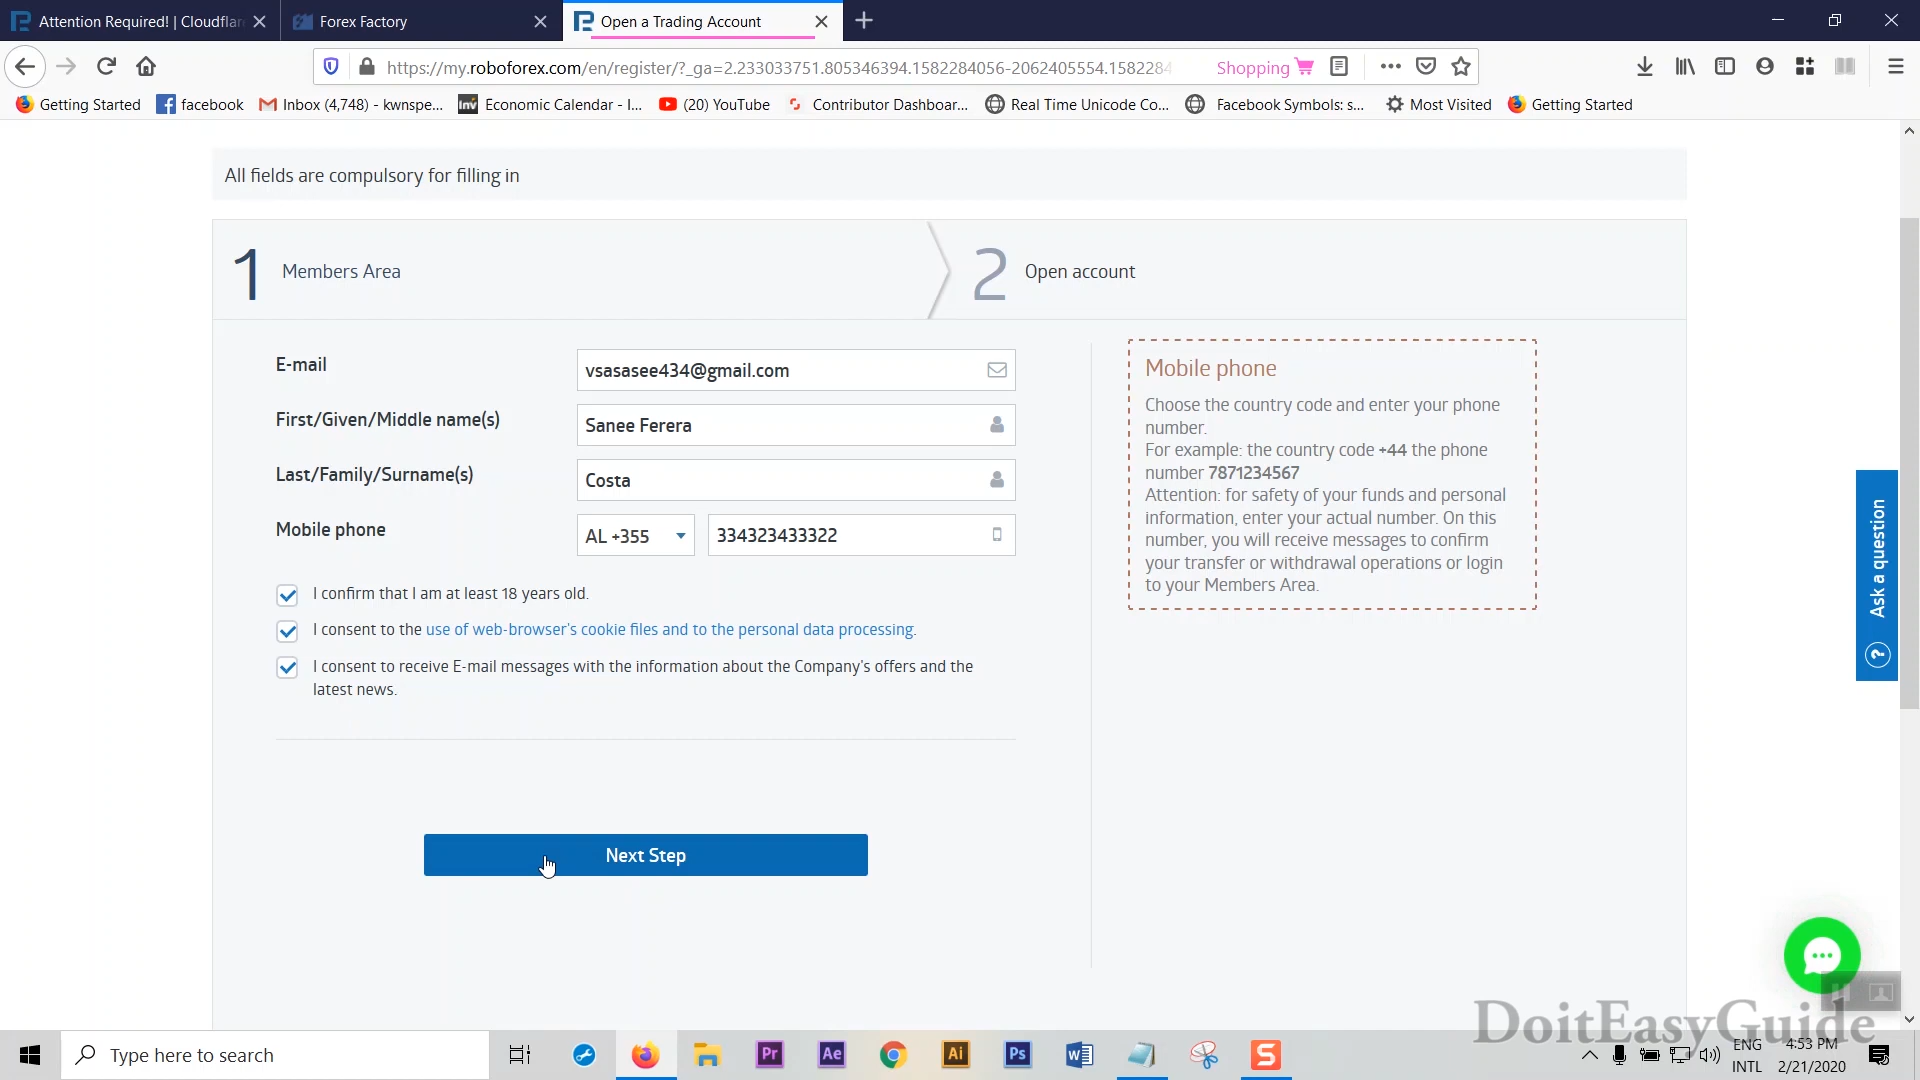 Attention Required! | Cloudflar
Forex Factory
Open a Trading Account
https://my.roboforex.com/en/register/?_ga=2.233033751.805346394.1582284056-2062405554.1582284
Shopping
Getting Started
facebook
Inbox (4,748) - kwnspe...
Inv
Economic Calendar - I...
(20) YouTube
Contributor Dashboar...
Real Time Unicode Co...
Facebook Symbols: s...
Most Visited
Getting Started
All fields are compulsory for filling in
1 Members Area
2 Open account
E-mail
vsasasee434@gmail.com
First/Given/Middle name(s)
Sanee Ferera
Last/Family/Surname(s)
Costa
Mobile phone
AL +355
334323433322
I confirm that I am at least 18 years old.
I consent to the use of web-browser's cookie files and to the personal data processing.
I consent to receive E-mail messages with the information about the Company's offers and the
latest news.
Next Step
Mobile phone
Choose the country code and enter your phone
number.
For example: the country code +44 the phone
number 7871234567
Attention: for safety of your funds and personal
information, enter your actual number. On this
number, you will receive messages to confirm
your transfer or withdrawal operations or login
to your Members Area.
Ask a question
?
DoitEasyGuide
Type here to search
Pr
Ae
Ai
Ps
W
S
ENG
INTL
4:53 PM
2/21/2020